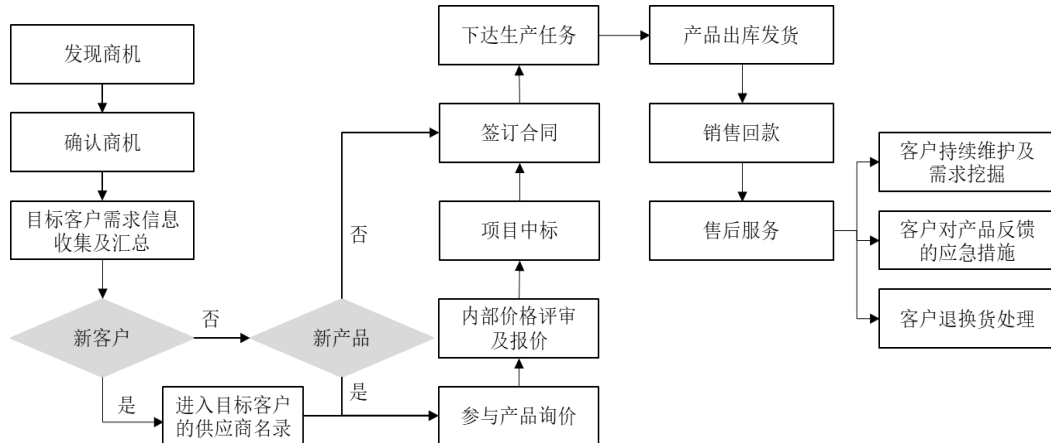 发现商机
确认商机
目标客户需求信息
收集及汇总
新客户
否
是
进入目标客户
的供应商名录
新产品
否
是
参与产品询价
内部价格评审
及报价
项目中标
签订合同
下达生产任务
产品出库发货
销售回款
售后服务
客户持续维护及
需求挖掘
客户对产品反馈
的应急措施
客户退换货处理